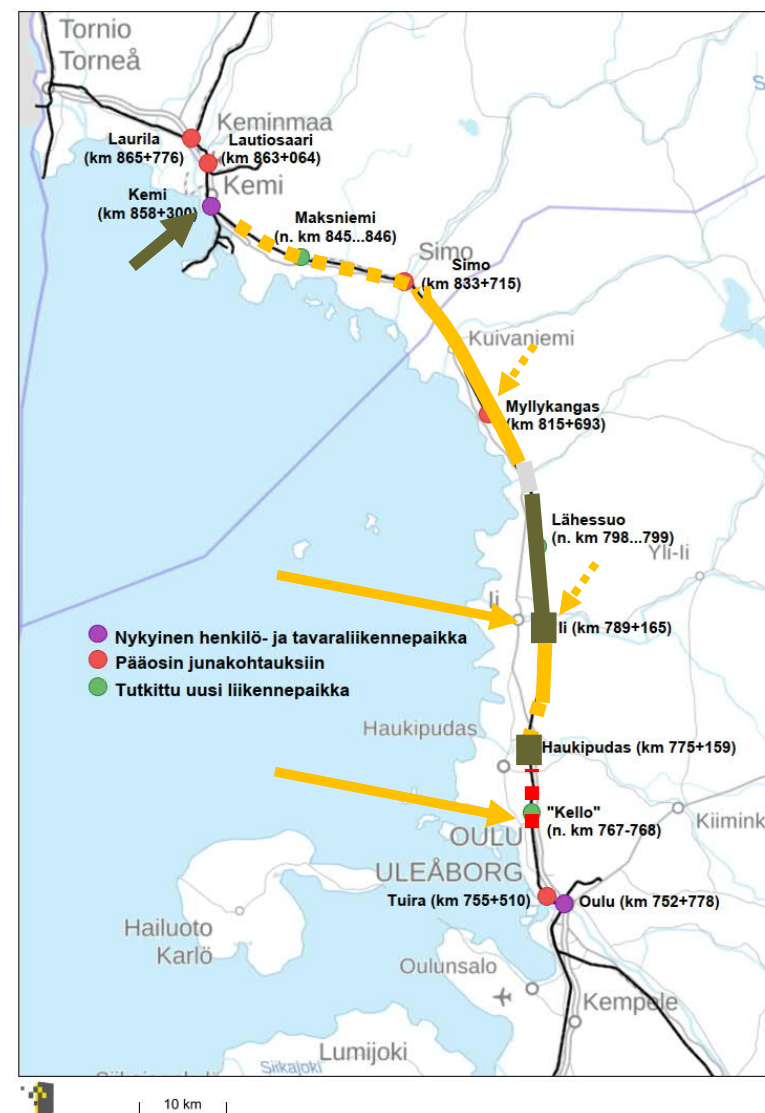 Tornio
Torneå
Keminmaa
Laurila
(km 865+776)
Lautiosaari
(km 863+064)
Kemi
Kemi
(km 858+300)
Maksniemi
(n. km 845...846)
Simo
Simo
(km 833+715)
Kuivaniemi
Myllykangas
(km 815+693)
Lähessuo
(n. km 798...799)
Yli-Ii
Ii
Ii (km 789+165)
Nykyinen henkilö- ja tavaraliikennepaikka
Pääosin junakohtauksiin
Tutkittu uusi liikennepaikka
Haukipudas
Haukipudas (km 775+159)
"Kello"
(n. km 767-768)
Kiimink
OULU
ULEÅBORG
Tuira (km 755+510)
Oulu (km 752+778)
Hailuoto
Karlö
Oulunsalo
Kempele
Lumijoki
Siikajoki
10 km